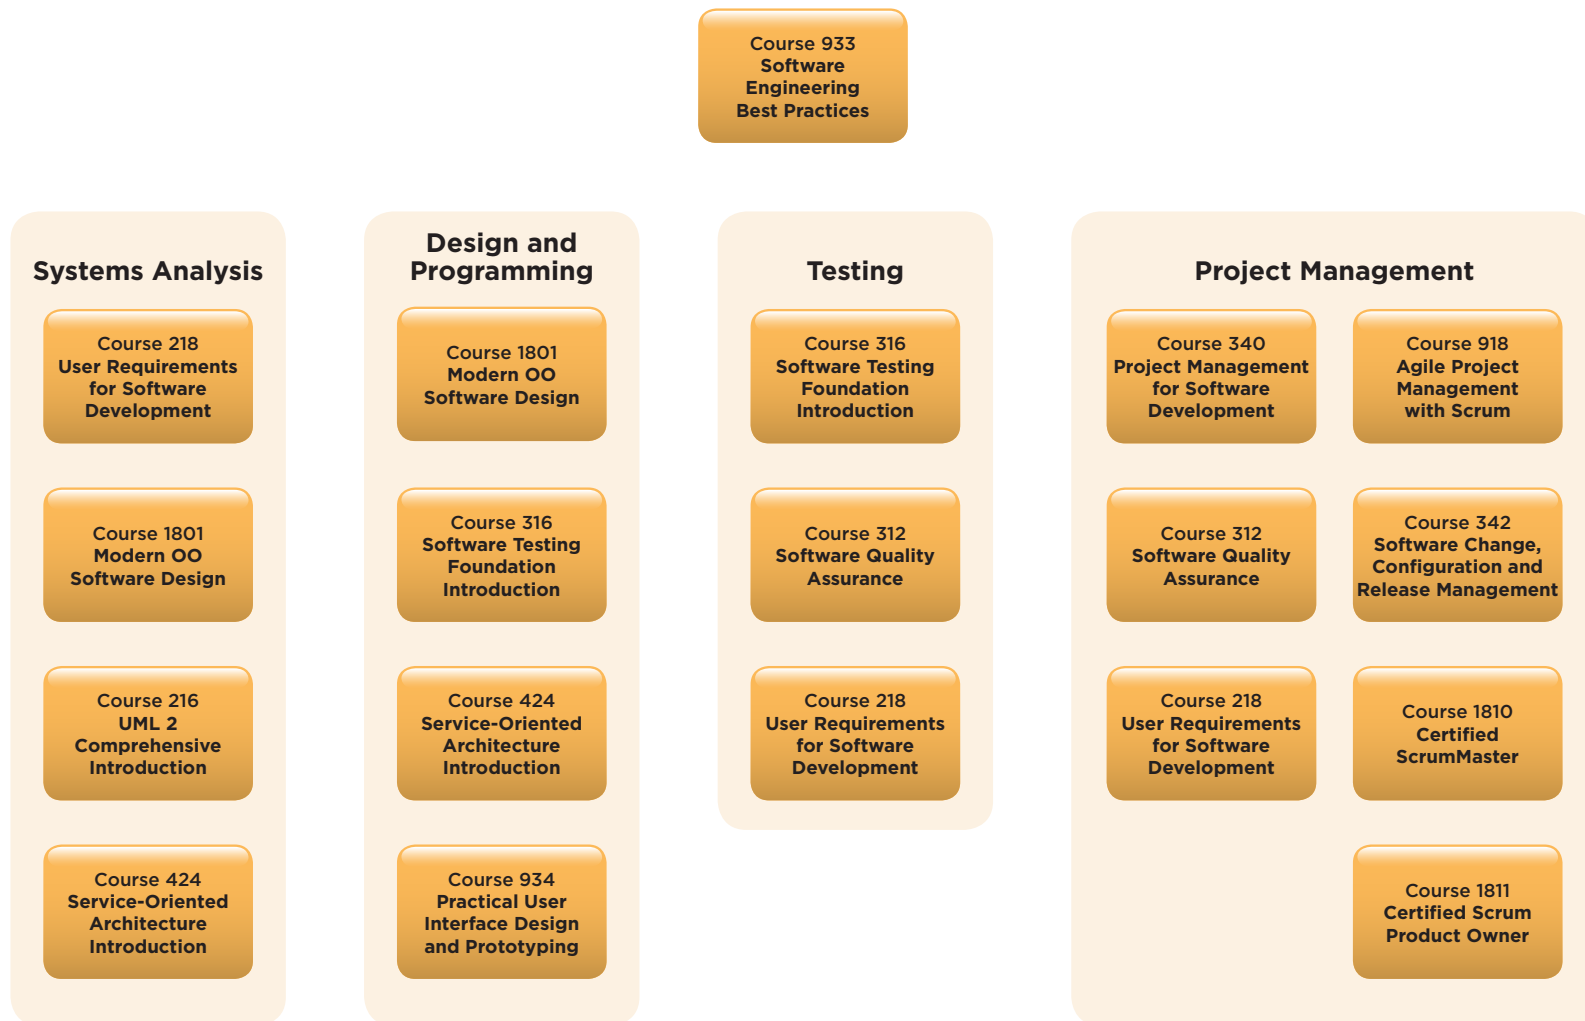 Course 933
Software
Engineering
Best Practices
Systems Analysis
Course 218
User Requirements
for Software
Development
Course 1801
Modern OO
Software Design
Course 216
UML 2
Comprehensive
Introduction
Course 424
Service-Oriented
Architecture
Introduction
Design and
Programming
Course 1801
Modern OO
Software Design
Course 316
Software Testing
Foundation
Introduction
Course 424
Service-Oriented
Architecture
Introduction
Course 934
Practical User
Interface Design
and Prototyping
Testing
Course 316
Software Testing
Foundation
Introduction
Course 312
Software Quality
Assurance
Course 218
User Requirements
for Software
Development
Project Management
Course 340
Project Management
for Software
Development
Course 312
Software Quality
Assurance
Course 218
User Requirements
for Software
Development
Course 918
Agile Project
Management
with Scrum
Course 342
Software Change,
Configuration and
Release Management
Course 1810
Certified
ScrumMaster
Course 1811
Certified Scrum
Product Owner